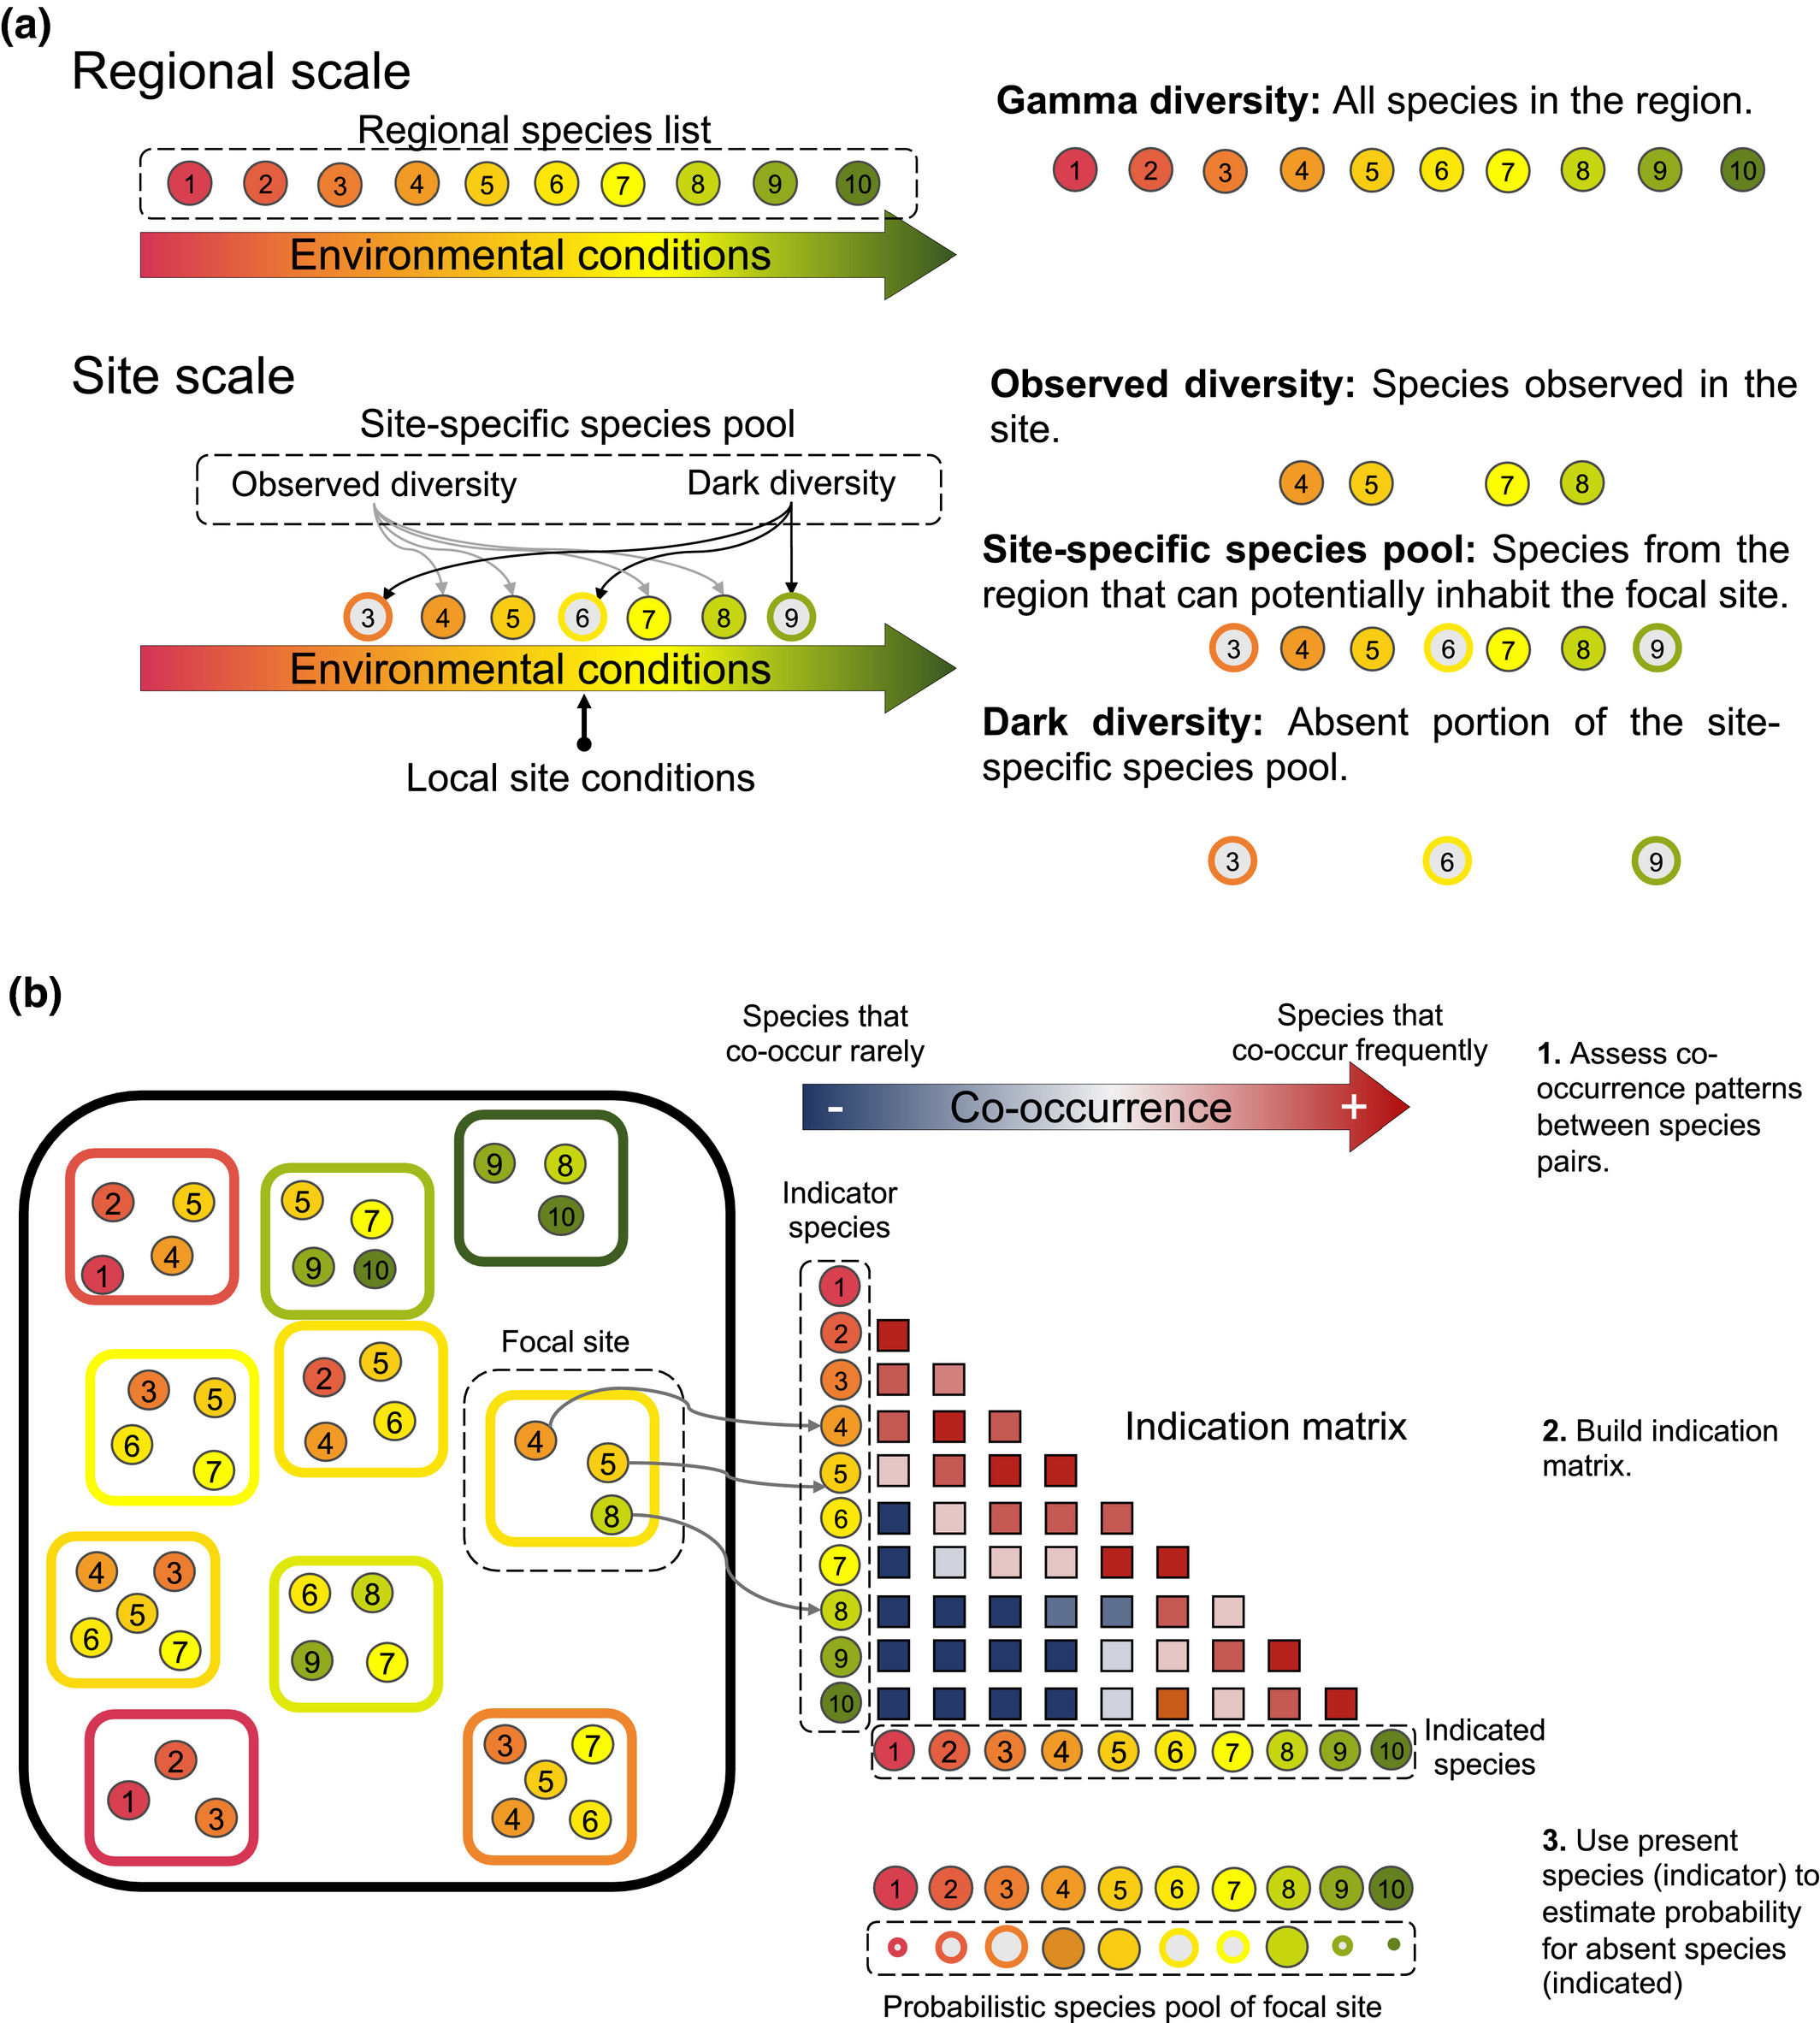 (a)
Regional scale
Regional species list
1 2 3 4 5 6 7 8 9 10
Environmental conditions
Gamma diversity: All species in the region.
1 2 3 4 5 6 7 8 9 10
Site scale
Site-specific species pool
Observed diversity Dark diversity
3 4 5 6 7 8 9
Environmental conditions
Local site conditions
Observed diversity: Species observed in the
site.
4 5 7 8
Site-specific species pool: Species from the
region that can potentially inhabit the focal site.
3 4 5 6 7 8 9
Dark diversity: Absent portion of the site-
specific species pool.
3 6 9
(b)
2 5
4
1
5
7
9 10
9 8
10
3 5
6
7
2 5
6
4
Focal site
4
5
8
4 3
5
6 7
6 8
9 7
2
1
3
3 7
5
4 6
Species that
co-occur rarely
Species that
co-occur frequently
- Co-occurrence +
Indicator
species
1
2
3
4
5
6
7
8
9
10
Indication matrix
1 2 3 4 5 6 7 8 9 10
Indicated
species
1 2 3 4 5 6 7 8 9 10
Probabilistic species pool of focal site
1. Assess co-
occurrence patterns
between species
pairs.
2. Build indication
matrix.
3. Use present
species (indicator) to
estimate probability
for absent species
(indicated)